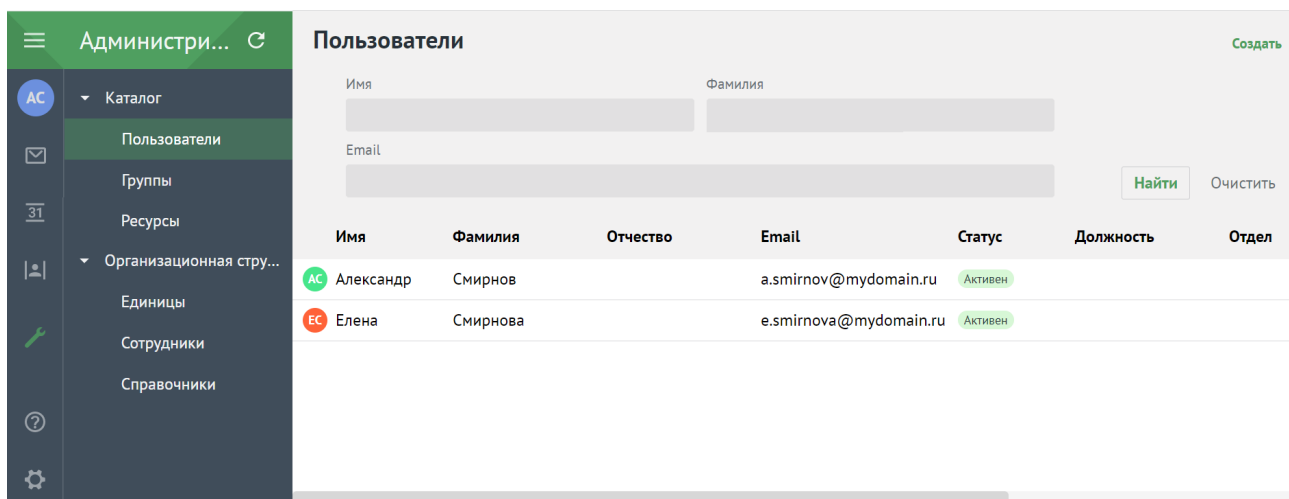 Администри...
Пользователи
Создать
AC
Каталог
Имя
Фамилия
Пользователи
Email
Группы
Найти
Очистить
31
Ресурсы
Имя Фамилия Отчество Email Статус Должность Отдел
Организационная стру...
AC Александр Смирнов a.smirnov@mydomain.ru Активен
Единицы
EC Елена Смирнова e.smirnova@mydomain.ru Активен
Сотрудники
Справочники